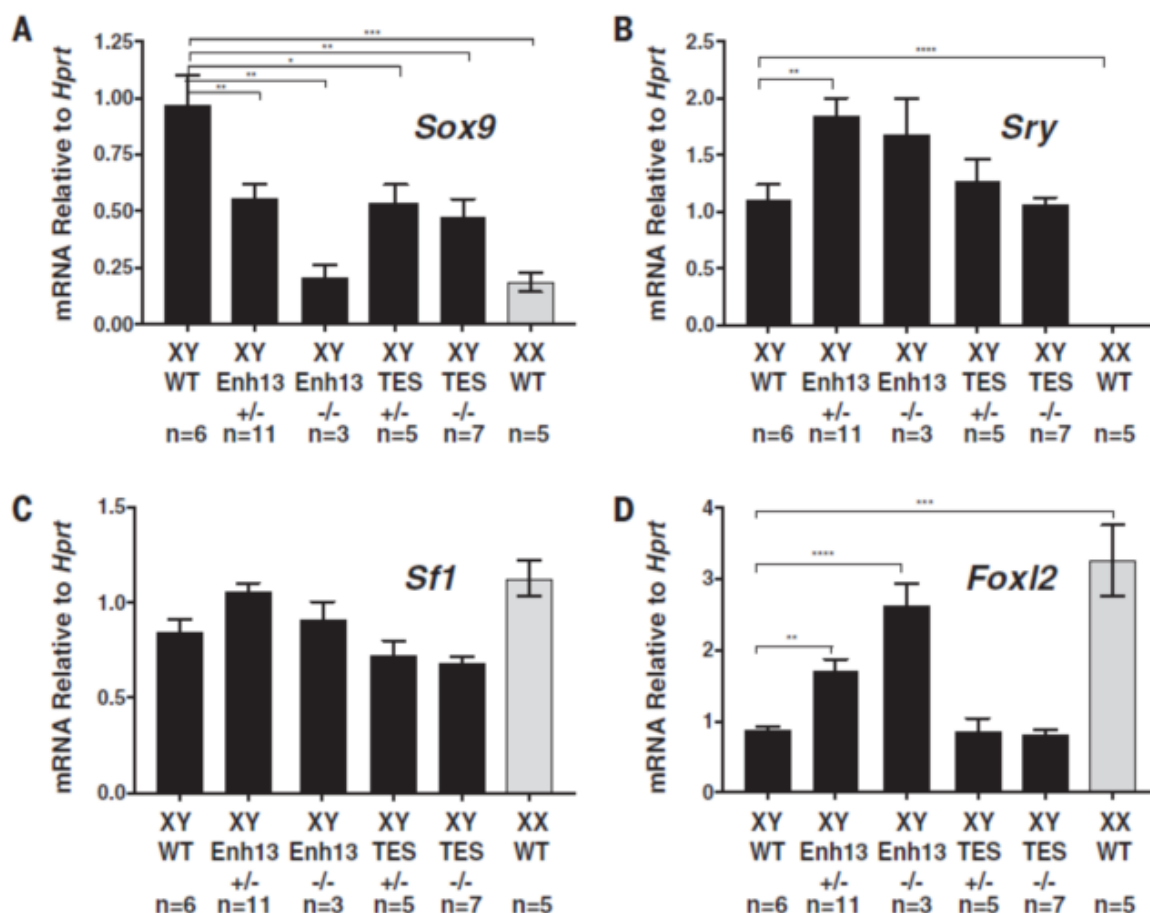 A
mRNA Relative to Hprt
1.25
1.00
0.75
0.50
0.25
0.00
***
**
*
**
**
Sox9
XY XY XY XY XY XX
WT Enh13 Enh13 TES TES WT
+/- -/- +/- -/-
n=6 n=11 n=3 n=5 n=7 n=5
B
mRNA Relative to Hprt
2.5
2.0
1.5
1.0
0.5
0.0
****
**
Sry
XY XY XY XY XY XX
WT Enh13 Enh13 TES TES WT
+/- -/- +/- -/-
n=6 n=11 n=3 n=5 n=7 n=5
C
mRNA Relative to Hprt
1.5
1.0
0.5
0.0
Sf1
XY XY XY XY XY XX
WT Enh13 Enh13 TES TES WT
+/- -/- +/- -/-
n=6 n=11 n=3 n=5 n=7 n=5
D
mRNA Relative to Hprt
4
3
2
1
0
***
****
**
Foxl2
XY XY XY XY XY XX
WT Enh13 Enh13 TES TES WT
+/- -/- +/- -/-
n=6 n=11 n=3 n=5 n=7 n=5